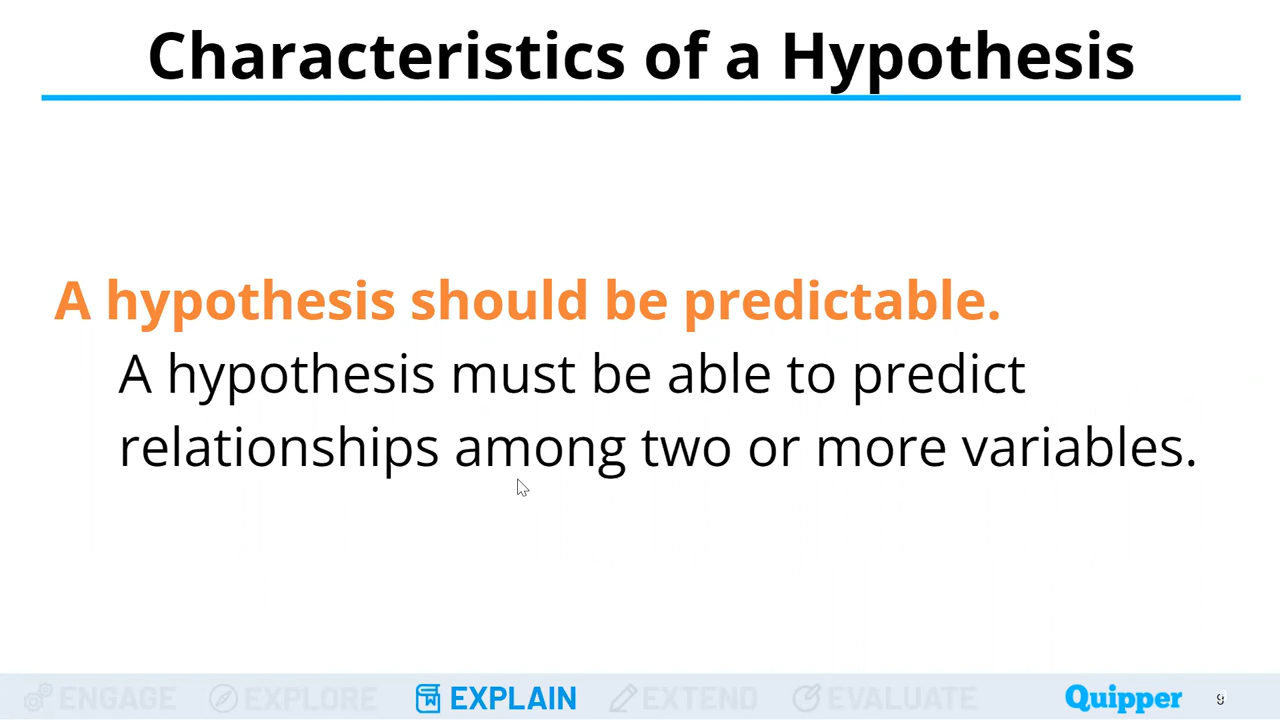 Characteristics of a Hypothesis
A hypothesis should be predictable.
A hypothesis must be able to predict
relationships among two or more variables.
ENGAGE EXPLORE EXPLAIN EXTEND EVALUATE Quipper 9